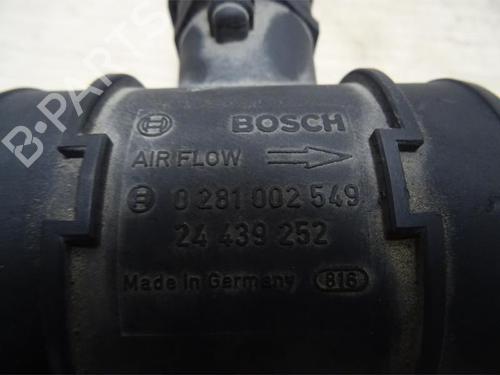 BOSCH
AIR FLOW
0 281 002 549
24 439 252
Made in Germany 816
B-PARTS